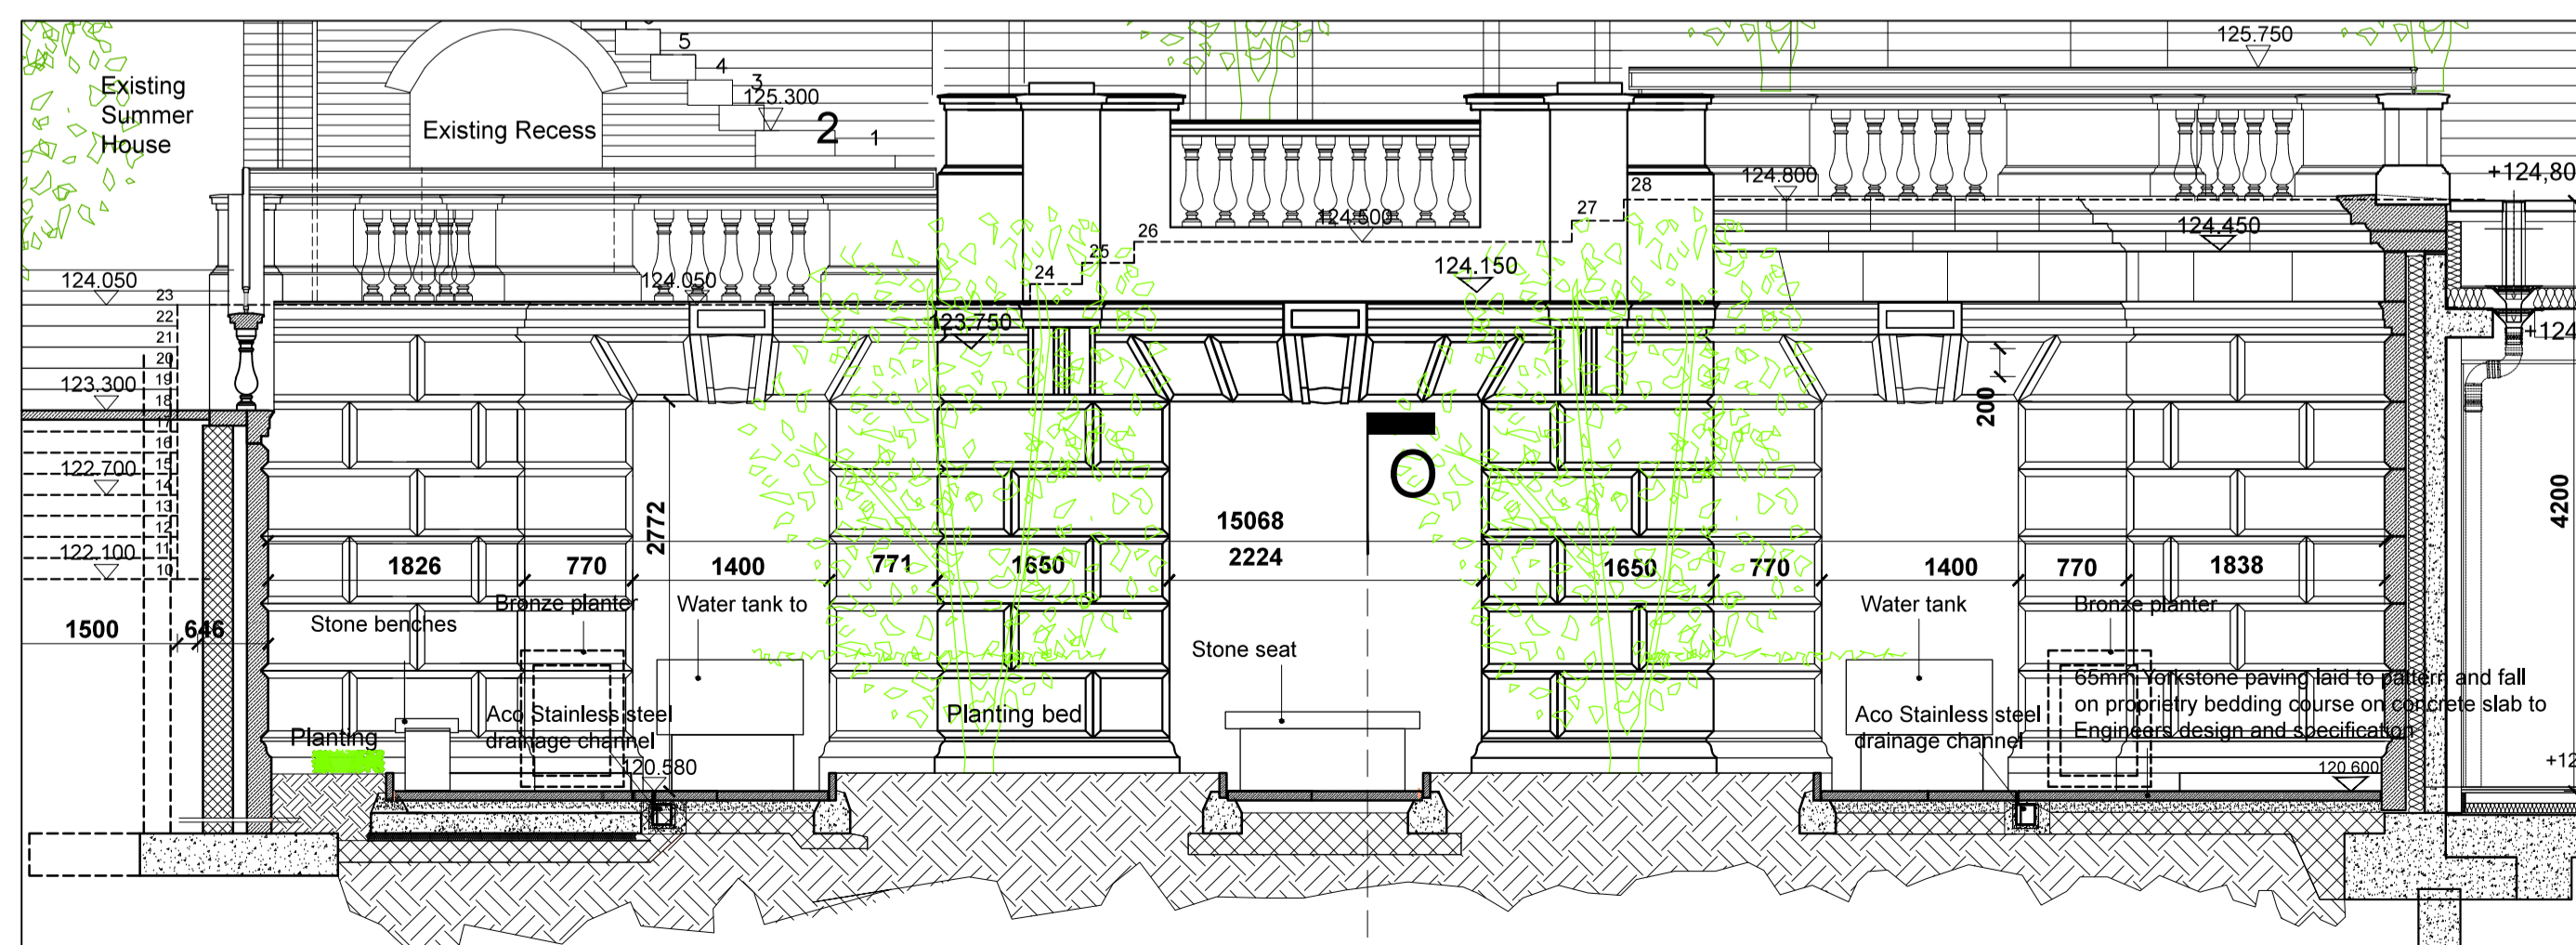 5
4
3
125.300
2
1
Existing
Summer
House
Existing Recess
125.750
124.800
+124,80
28
27
26
25
24
124.500
124.450
124.150
124.050
124.050
123.750
23
22
21
20
19
18
17
16
15
14
13
12
11
10
123.300
122.700
122.100
+124
200
2772
4200
O
15068
1826
770
1400
771
1650
2224
1650
770
1400
770
1838
1500
646
Stone benches
Bronze planter
Water tank to
Stone seat
Water tank
Bronze planter
65mm Yorkstone paving laid to pattern and fall
on proprietry bedding course on concrete slab to
Engineers design and specification
Planting
Aco Stainless steel
drainage channel
Planting bed
Aco Stainless steel
drainage channel
120.580
120.600
+12